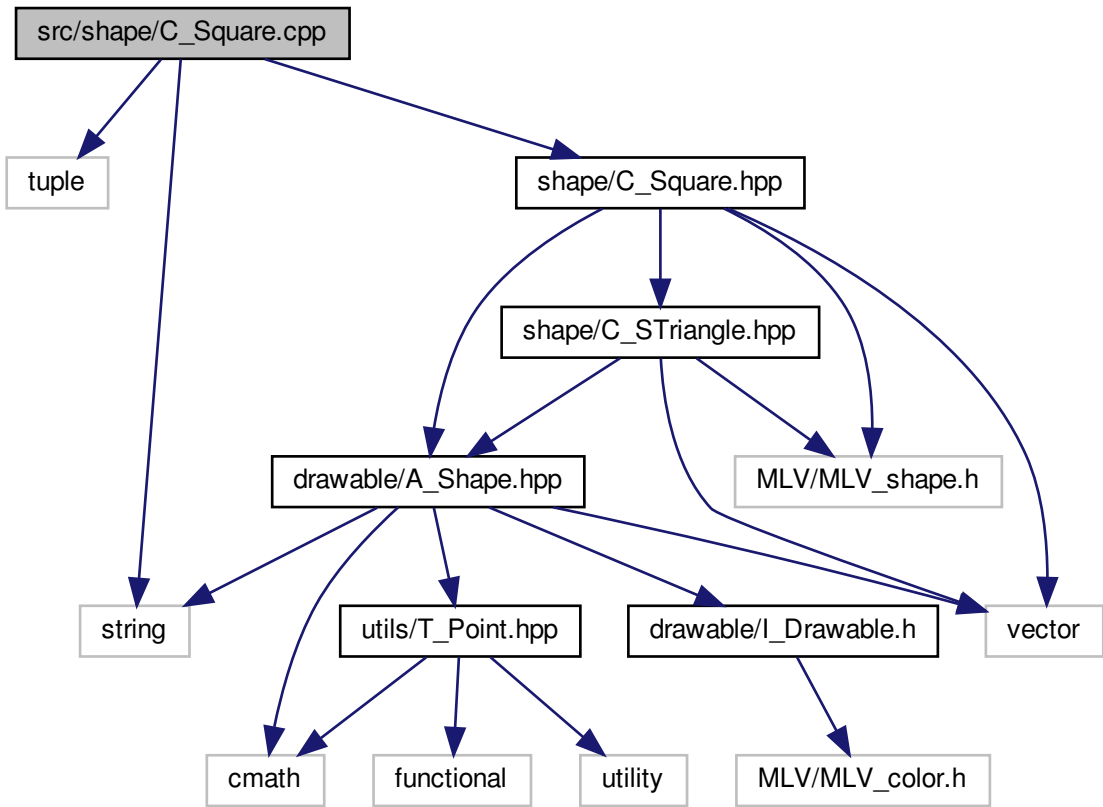 src/shape/C_Square.cpp
tuple
shape/C_Square.hpp
shape/C_STriangle.hpp
drawable/A_Shape.hpp
MLV/MLV_shape.h
string
utils/T_Point.hpp
drawable/I_Drawable.h
vector
cmath
functional
utility
MLV/MLV_color.h